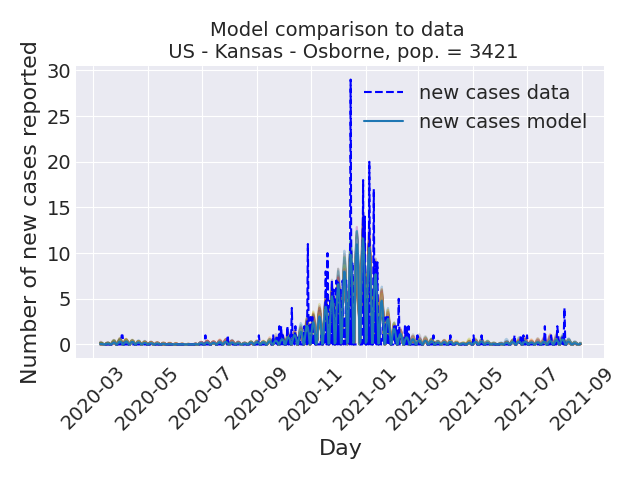 Model comparison to data
US - Kansas - Osborne, pop. = 3421
new cases data
new cases model
Number of new cases reported
30
25
20
15
10
5
0
2020-03
2020-05
2020-07
2020-09
2020-11
2021-01
2021-03
2021-05
2021-07
2021-09
Day